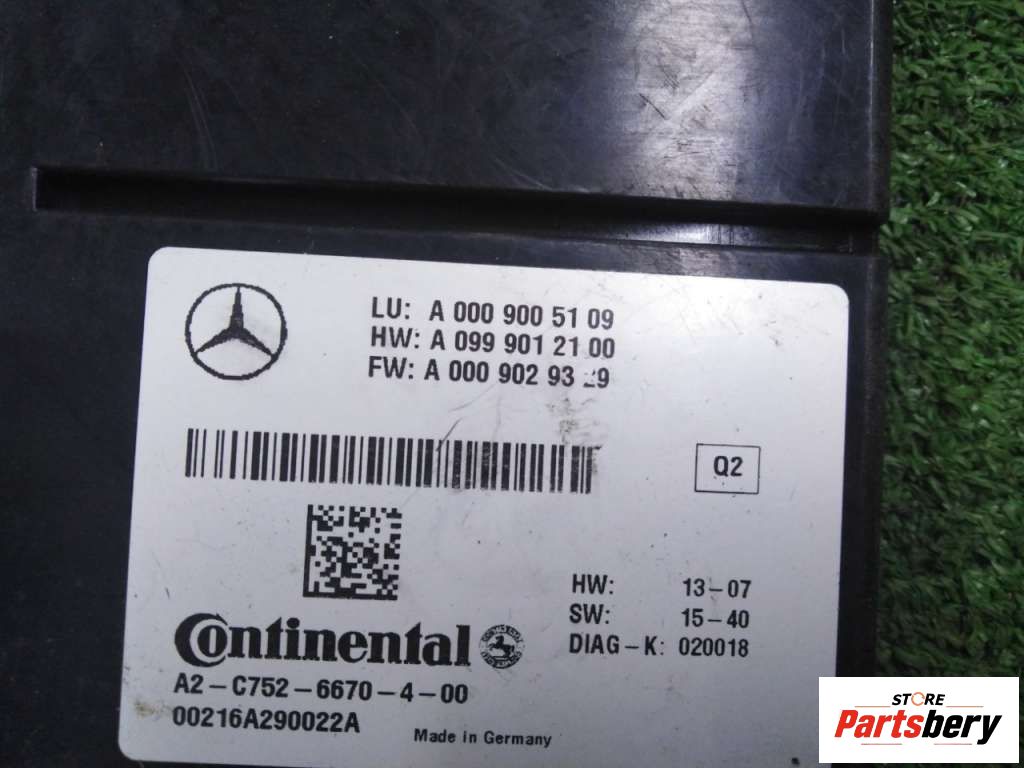 LU: A 000 900 51 09
HW: A 099 901 21 00
FW: A 000 902 93
Q2
HW: 13-07
SW: 15-40
DIAG-K: 020018
Continental
A2-C752-6670-4-00
00216A290022A
Made in Germany
STORE
Partsbery